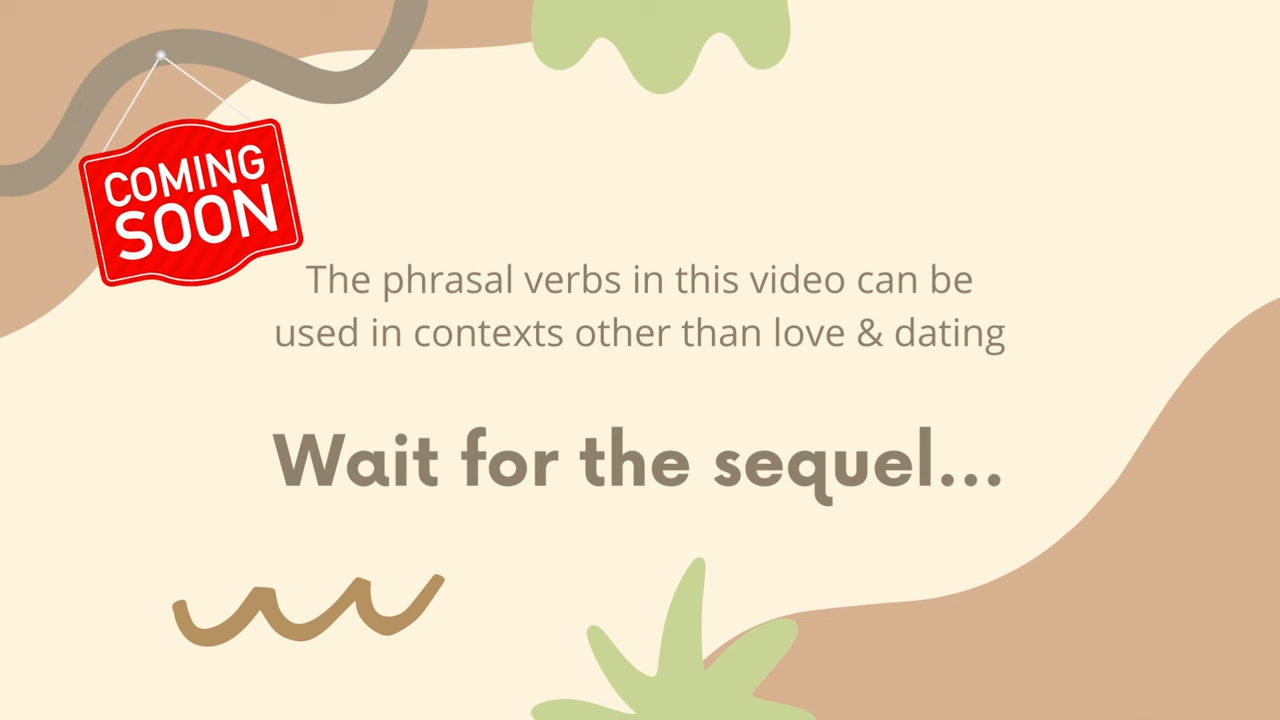 COMING
SOON
The phrasal verbs in this video can be
used in contexts other than love & dating
Wait for the sequel...